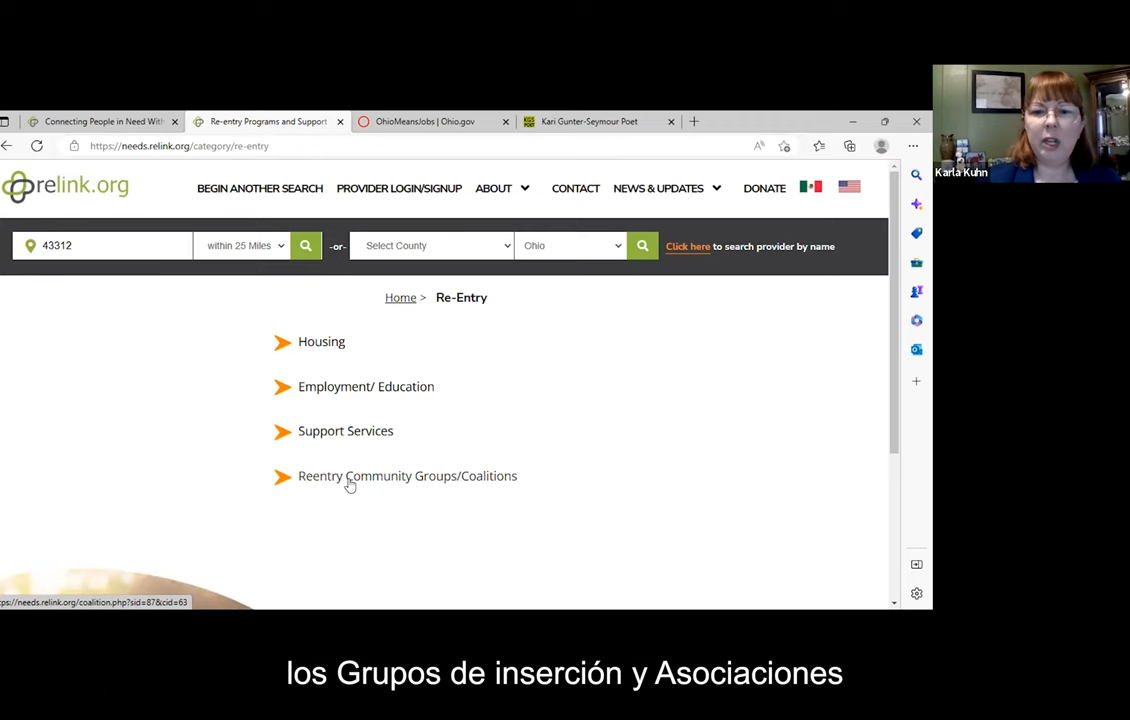 Connecting People in Need With
Re-entry Programs and Support
OhioMeansJobs | Ohio.gov
KGS POET
Kari Gunter-Seymour Poet
https://needs.relink.org/category/re-entry
relink.org
BEGIN ANOTHER SEARCH
PROVIDER LOGIN/SIGNUP
ABOUT
CONTACT
NEWS & UPDATES
DONATE
43312
within 25 Miles
-or-
Select County
Ohio
Click here to search provider by name
Home > Re-Entry
Housing
Employment/ Education
Support Services
Reentry Community Groups/Coalitions
tps://needs.relink.org/coalition.php?sid=87&cid=63
Karla Kuhn
los Grupos de inserción y Asociaciones